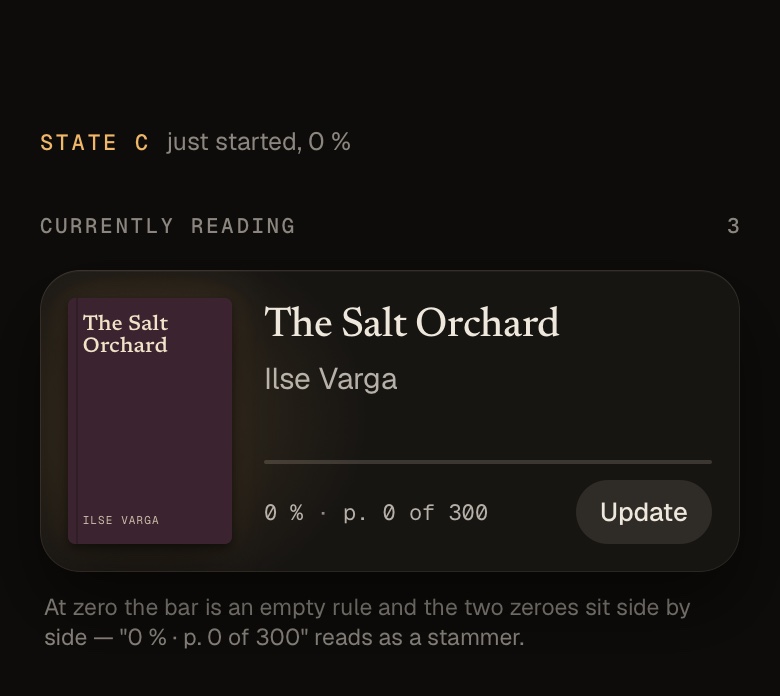 STATE C just started, 0 %
CURRENTLY READING 3
The Salt
Orchard
ILSE VARGA
The Salt Orchard
Ilse Varga
0 % · p. 0 of 300
Update
At zero the bar is an empty rule and the two zeroes sit side by
side — "0 % · p. 0 of 300" reads as a stammer.